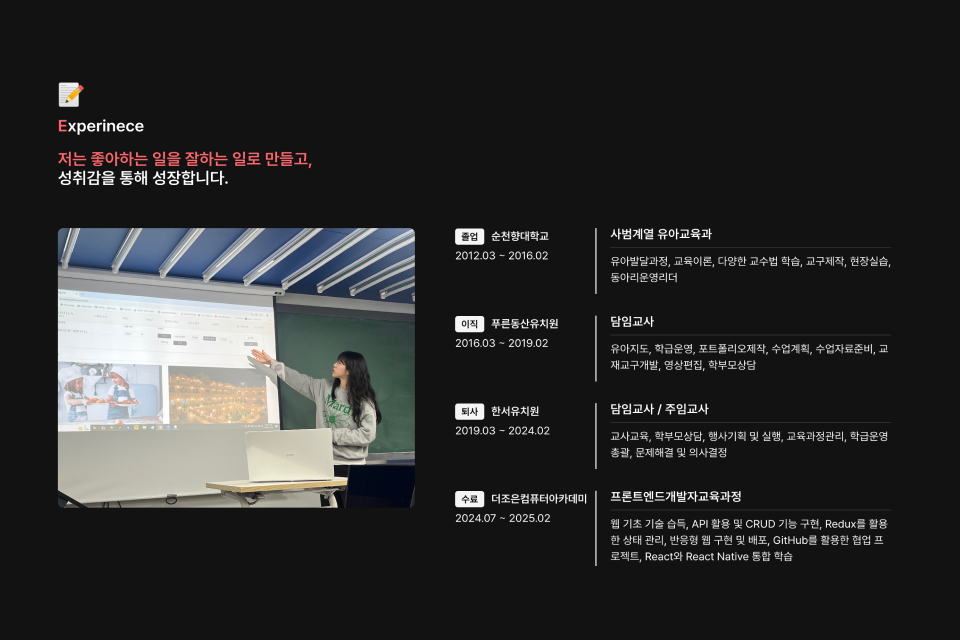 Experinece
저는 좋아하는 일을 잘하는 일로 만들고,
성취감을 통해 성장합니다.
졸업 순천향대학교
2012.03 ~ 2016.02
사범계열 유아교육과
유아발달과정, 교육이론, 다양한 교수법 학습, 교구제작, 현장실습,
동아리운영리더
이직 푸른동산유치원
2016.03 ~ 2019.02
담임교사
유아지도, 학급운영, 포트폴리오제작, 수업계획, 수업자료준비, 교
재교구개발, 영상편집, 학부모상담
퇴사 한서유치원
2019.03 ~ 2024.02
담임교사 / 주임교사
교사교육, 학부모상담, 행사기획 및 실행, 교육과정관리, 학급운영
총괄, 문제해결 및 의사결정
수료 더조은컴퓨터아카데미
2024.07 ~ 2025.02
프론트엔드개발자교육과정
웹 기초 기술 습득, API 활용 및 CRUD 기능 구현, Redux를 활용
한 상태 관리, 반응형 웹 구현 및 배포, GitHub를 활용한 협업 프
로젝트, React와 React Native 통합 학습